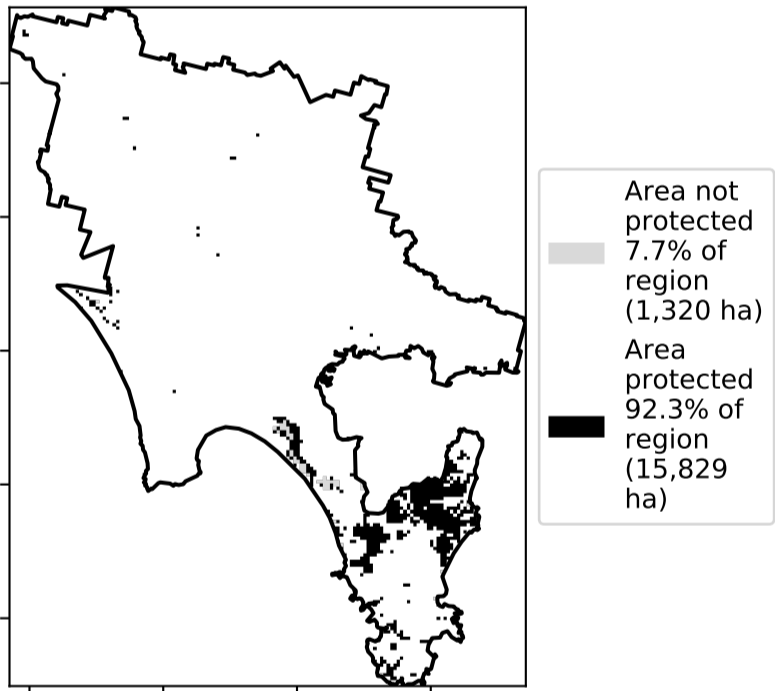 Area not
protected
7.7% of
region
(1,320 ha)
Area
protected
92.3% of
region
(15,829
ha)